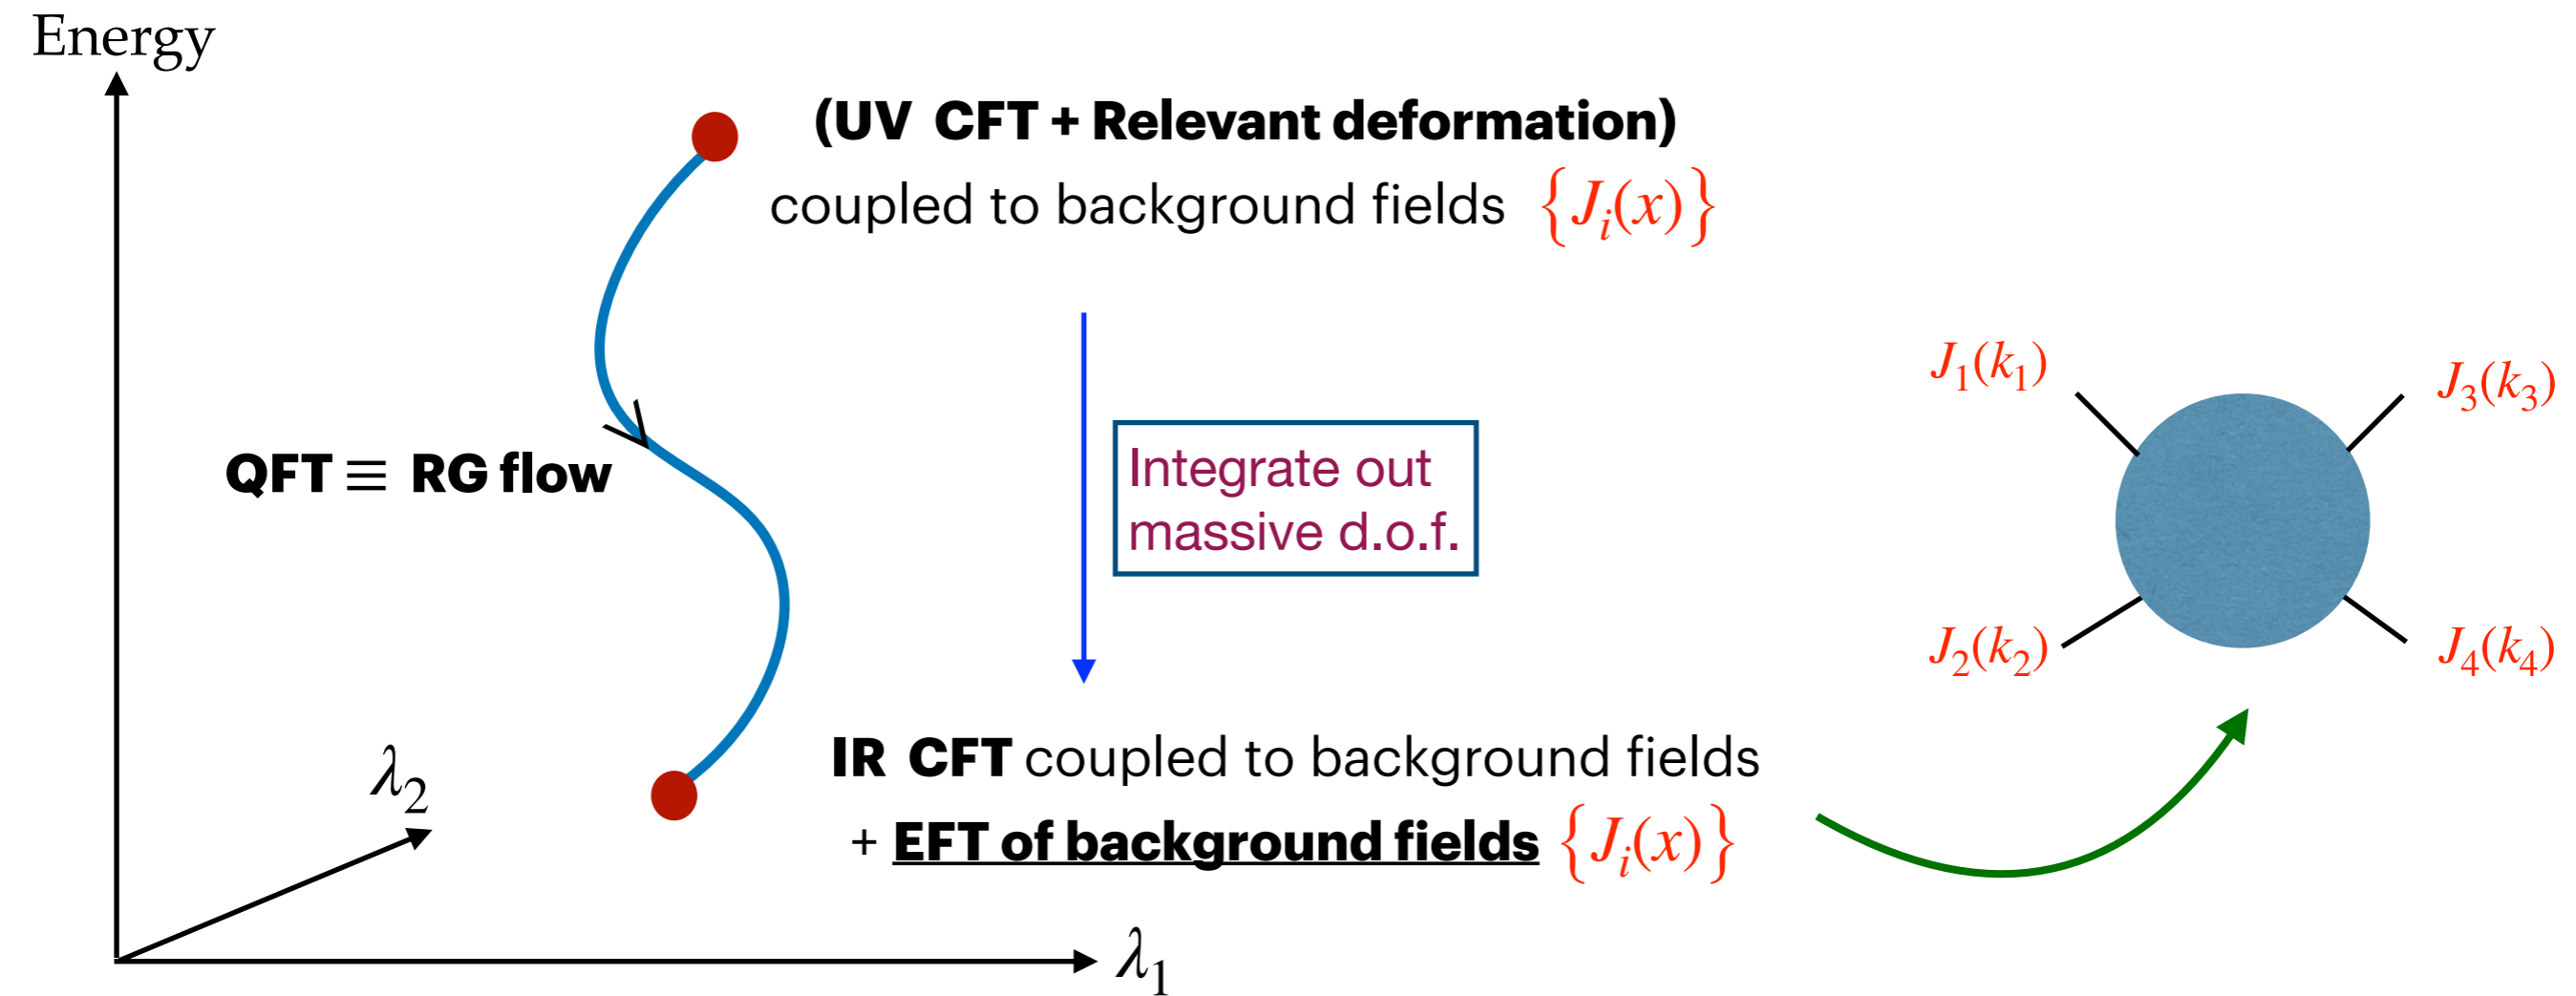 Energy
(UV CFT + Relevant deformation)
coupled to background fields {J_i(x)}
QFT ≡ RG flow
Integrate out
massive d.o.f.
J_1(k_1)
J_3(k_3)
J_2(k_2)
J_4(k_4)
λ_2
IR CFT coupled to background fields
+ EFT of background fields {J_i(x)}
λ_1